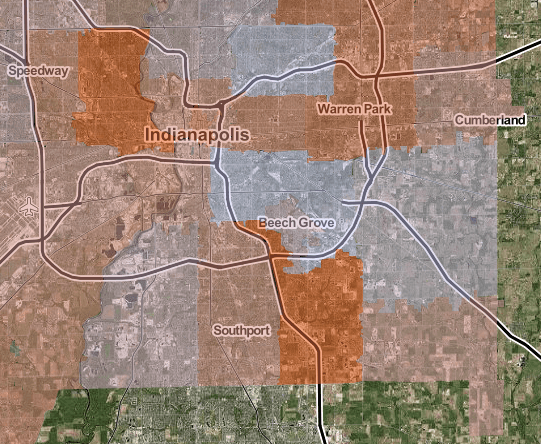 Speedway
Warren Park
Cumberland
Indianapolis
Beech Grove
Southport